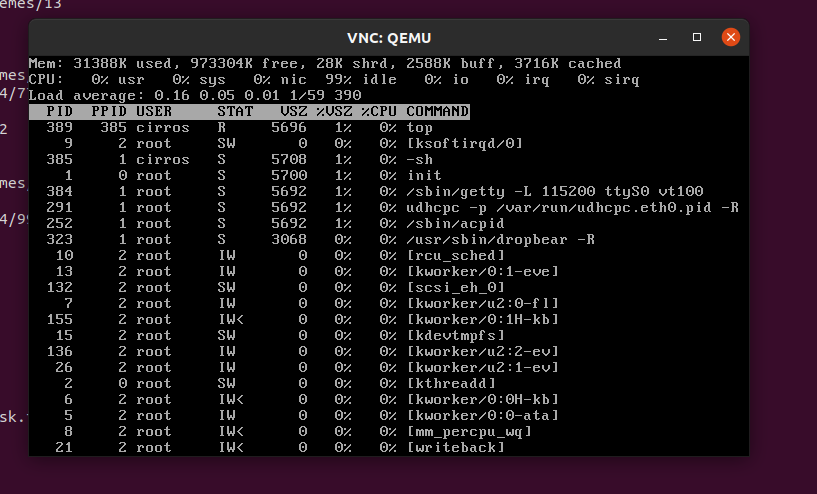 emes/13
VNC: QEMU
Mem: 31388K used, 973304K free, 28K shrd, 2588K buff, 3716K cached
CPU:   0% usr   0% sys   0% nic  99% idle   0% io   0% irq   0% sirq
Load average: 0.16 0.05 0.01 1/59 390
  PID  PPID USER     STAT   VSZ %VSZ %CPU COMMAND
  389   385 cirros   R     5696   1%   0% top
    9     2 root     SW       0   0%   0% [ksoftirqd/0]
  385     1 cirros   S     5708   1%   0% -sh
    1     0 root     S     5700   1%   0% init
  384     1 root     S     5692   1%   0% /sbin/getty -L 115200 ttyS0 vt100
  291     1 root     S     5692   1%   0% udhcpc -p /var/run/udhcpc.eth0.pid -R
  252     1 root     S     5692   1%   0% /sbin/acpid
  323     1 root     S     3068   0%   0% /usr/sbin/dropbear -R
   10     2 root     IW       0   0%   0% [rcu_sched]
   13     2 root     IW       0   0%   0% [kworker/0:1-eve]
  132     2 root     SW       0   0%   0% [scsi_eh_0]
    7     2 root     IW       0   0%   0% [kworker/u2:0-fl]
  155     2 root     IW<      0   0%   0% [kworker/0:1H-kb]
   15     2 root     SW       0   0%   0% [kdevtmpfs]
  136     2 root     IW       0   0%   0% [kworker/u2:2-ev]
   26     2 root     IW       0   0%   0% [kworker/u2:1-ev]
    2     0 root     SW       0   0%   0% [kthreadd]
    6     2 root     IW<      0   0%   0% [kworker/0:0H-kb]
    5     2 root     IW       0   0%   0% [kworker/0:0-ata]
    8     2 root     IW<      0   0%   0% [mm_percpu_wq]
   21     2 root     IW<      0   0%   0% [writeback]
mes
4/7
2
mes
4/9
sk.